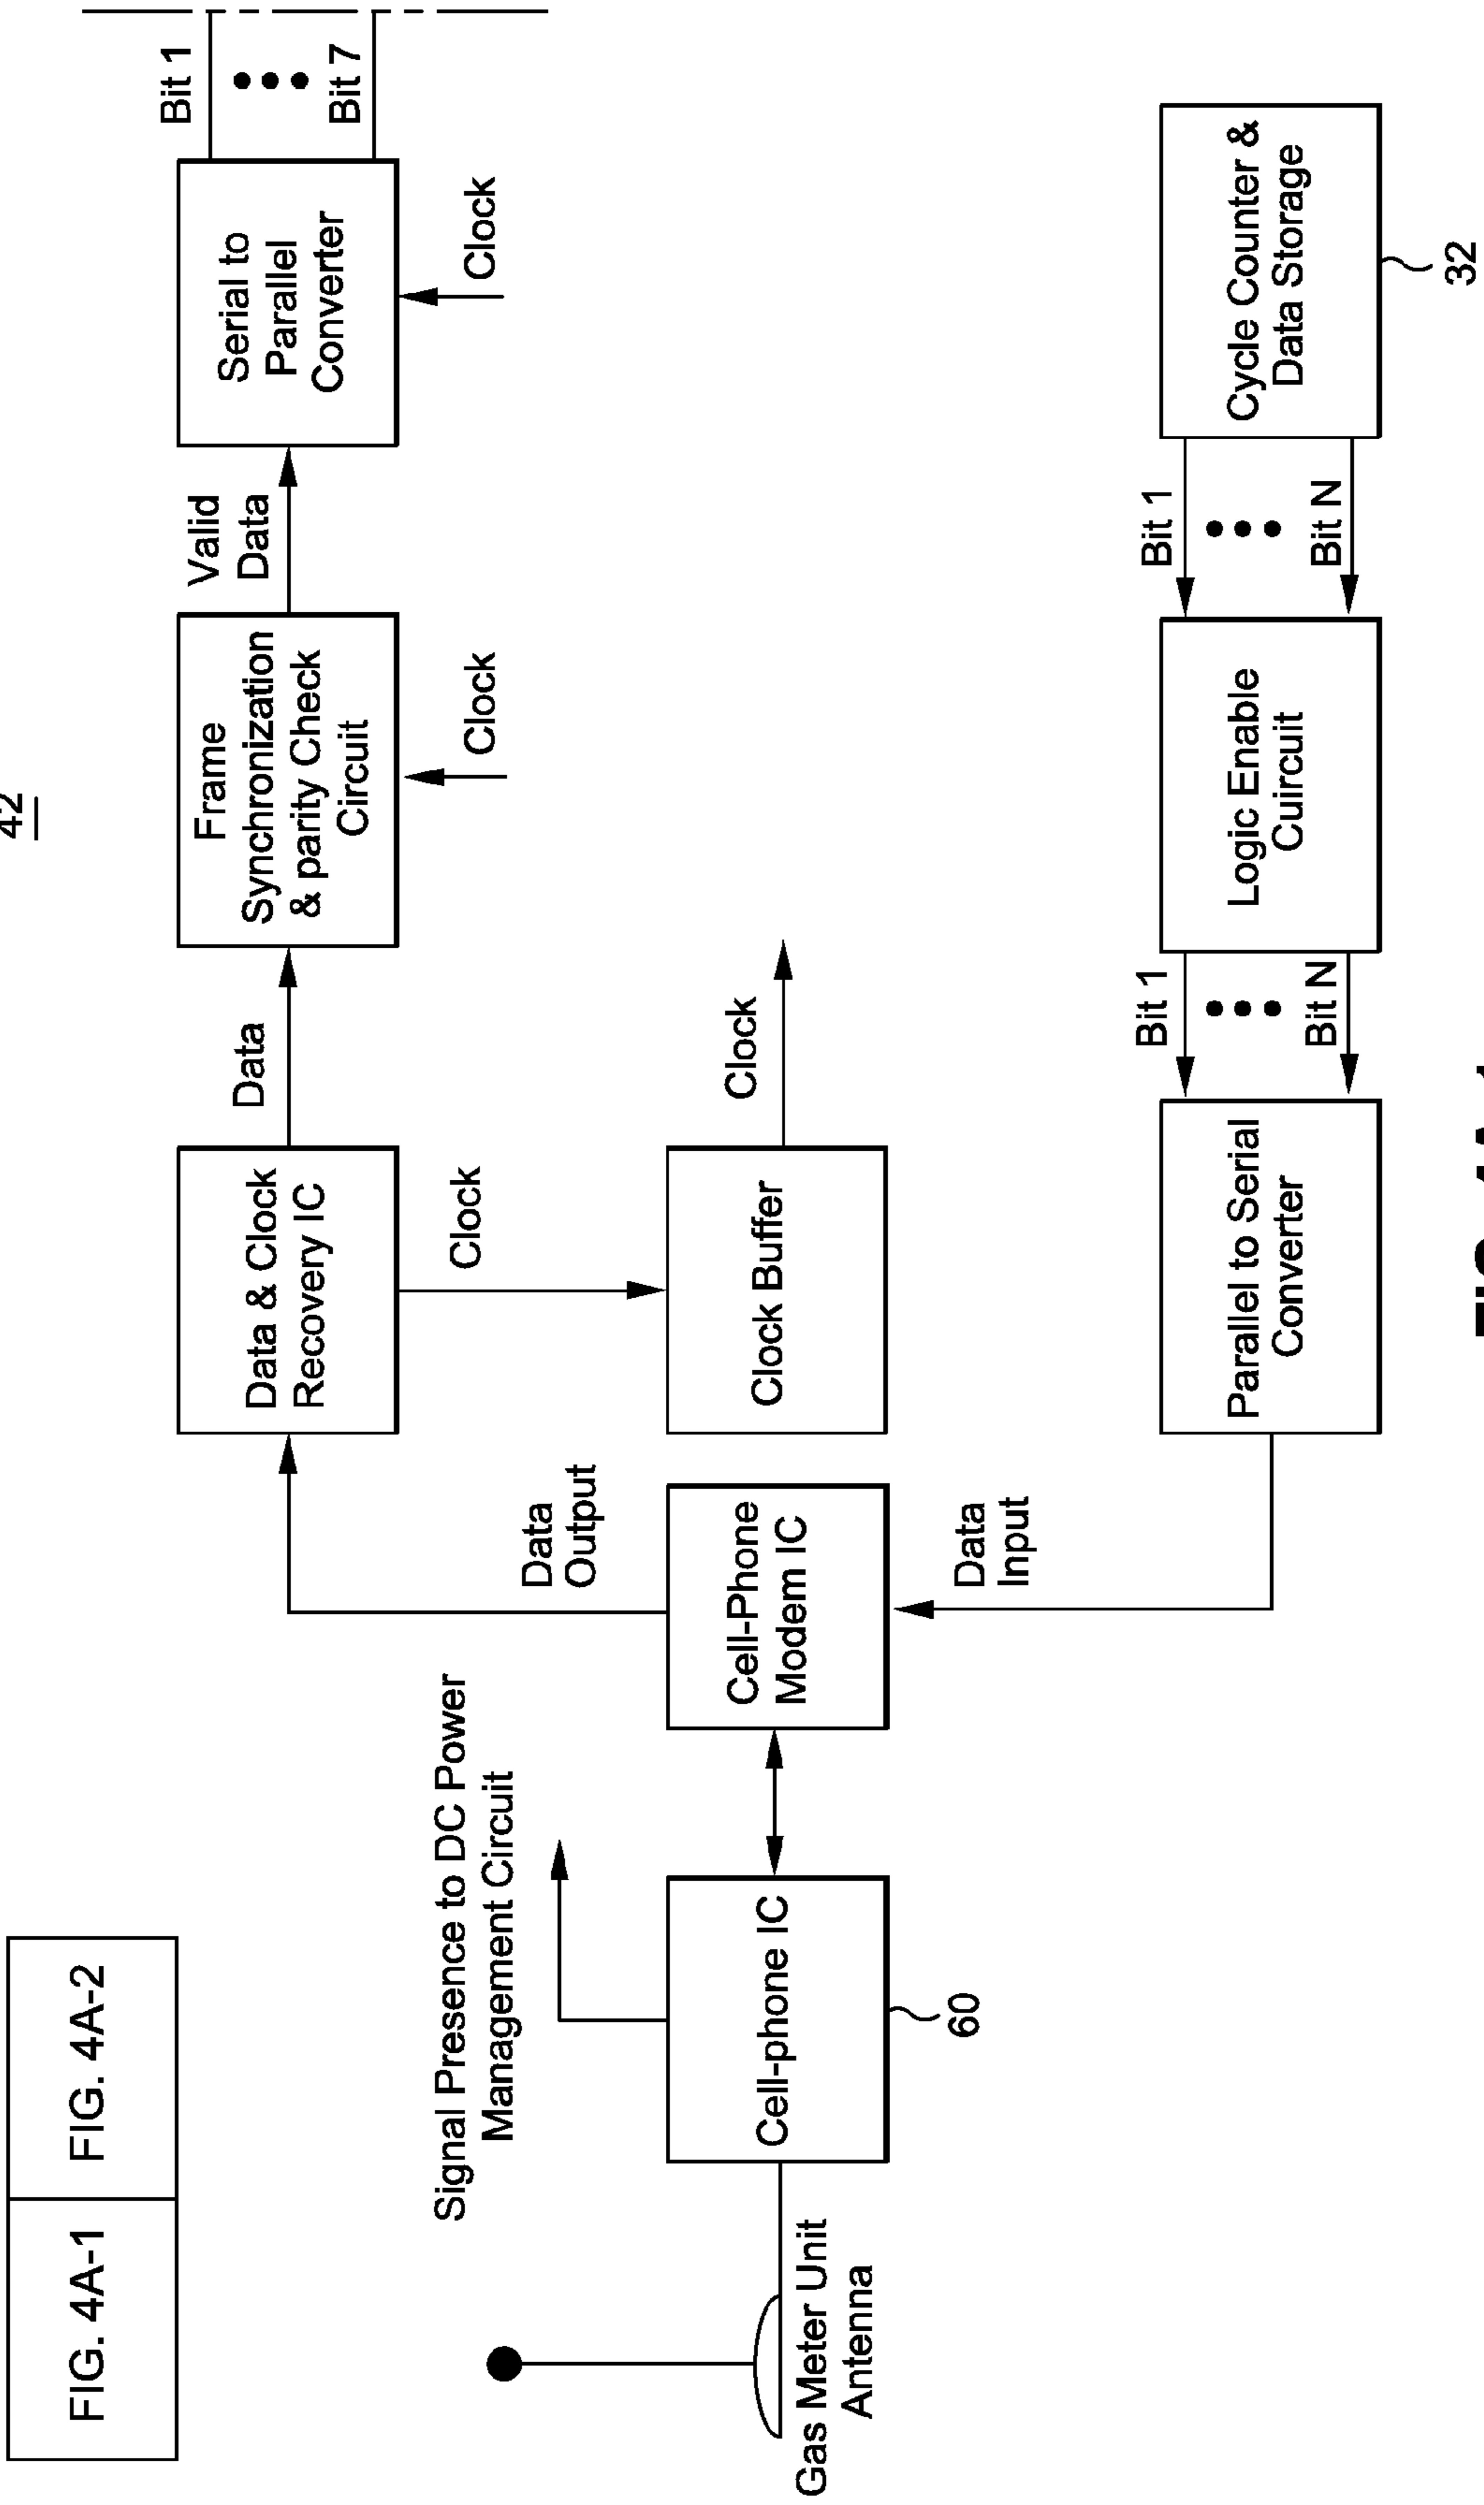 FIG. 4A-1
FIG. 4A-2
42
Signal Presence to DC Power
Management Circuit
Gas Meter Unit
Antenna
Cell-phone IC
60
Cell-Phone
Modem IC
Data
Output
Data
Input
Data & Clock
Recovery IC
Clock
Clock Buffer
Clock
Data
Frame
Synchronization
& parity Check
Circuit
Clock
Valid
Data
Serial to
Parallel
Converter
Clock
Bit 1
Bit 7
Parallel to Serial
Converter
Bit 1
Bit N
Logic Enable
Cuircuit
Bit 1
Bit N
Cycle Counter &
Data Storage
32